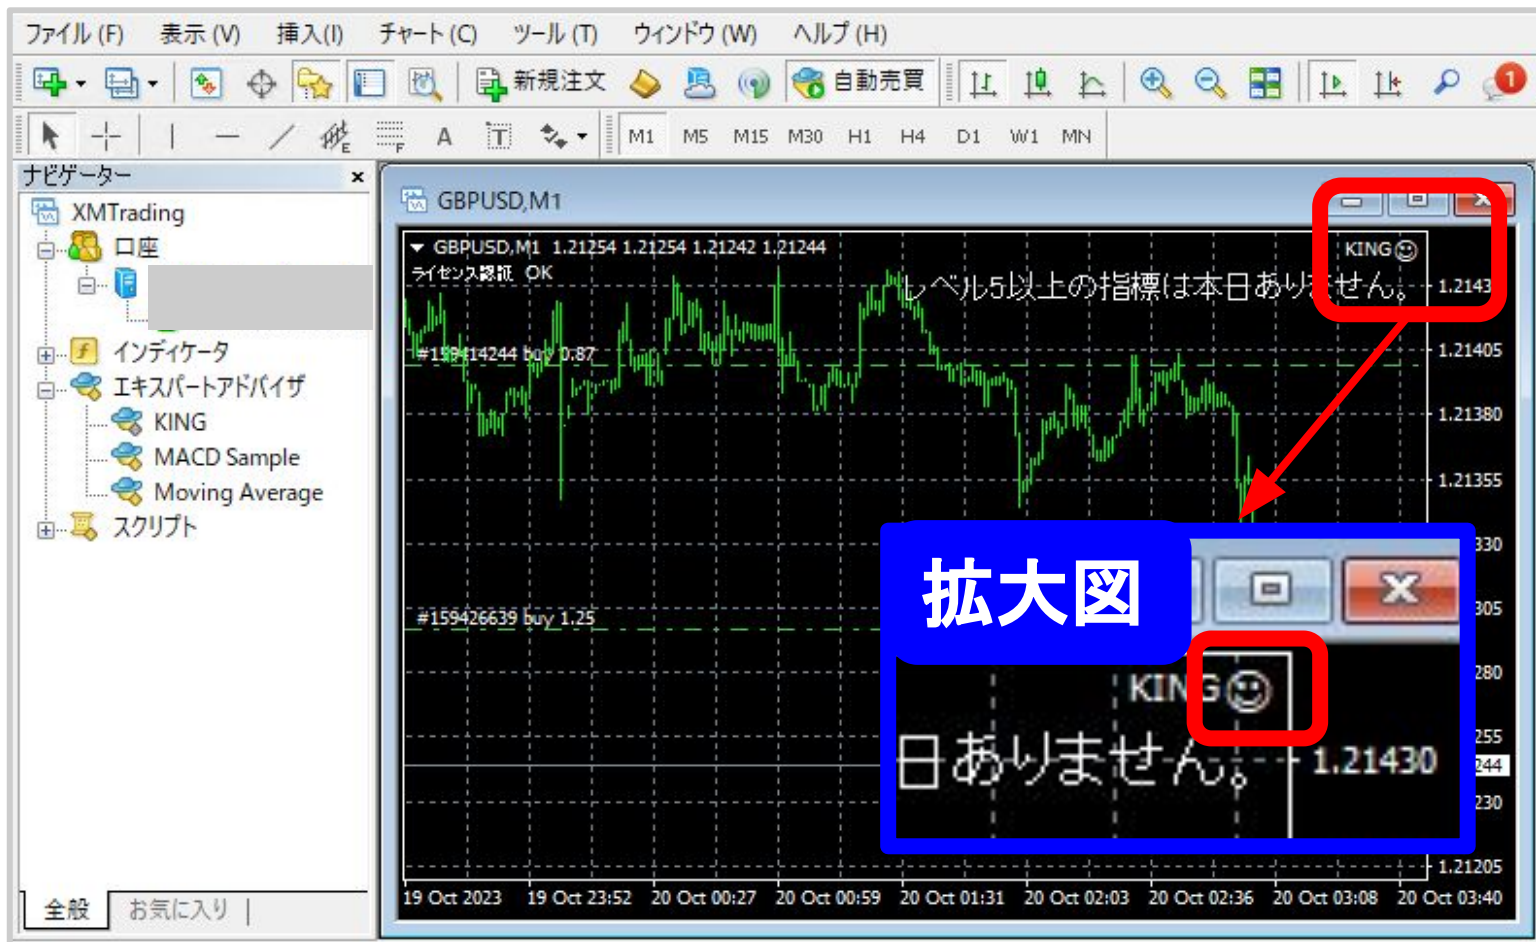 ファイル (F) 表示 (V) 挿入(I) チャート (C) ツール (T) ウィンドウ (W) ヘルプ (H)
新規注文 自動売買 1
E F A T M1 M5 M15 M30 H1 H4 D1 W1 MN
ナビゲーター
XMTrading
口座
インディケータ
エキスパートアドバイザ
KING
MACD Sample
Moving Average
スクリプト
全般 お気に入り
GBPUSD,M1
GBPUSD,M1 1.21254 1.21254 1.21242 1.21244
KING☺
ライセンス認証 OK
レベル5以上の指標は本日ありません。
#159414244 buy 0.87
#159426639 buy 1.25
1.2143
1.21405
1.21380
1.21355
330
305
280
255
244
230
1.21205
拡大図
KING☺
日ありません。
1.21430
19 Oct 2023 19 Oct 23:52 20 Oct 00:27 20 Oct 00:59 20 Oct 01:31 20 Oct 02:03 20 Oct 02:36 20 Oct 03:08 20 Oct 03:40